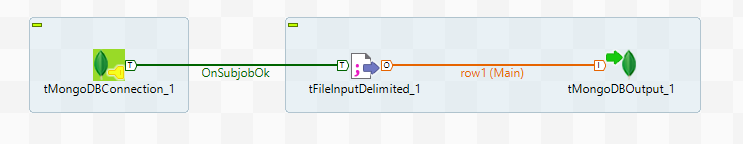 T
OnSubjobOk
T
O
row1 (Main)
I
tMongoDBConnection_1
tFileInputDelimited_1
tMongoDBOutput_1